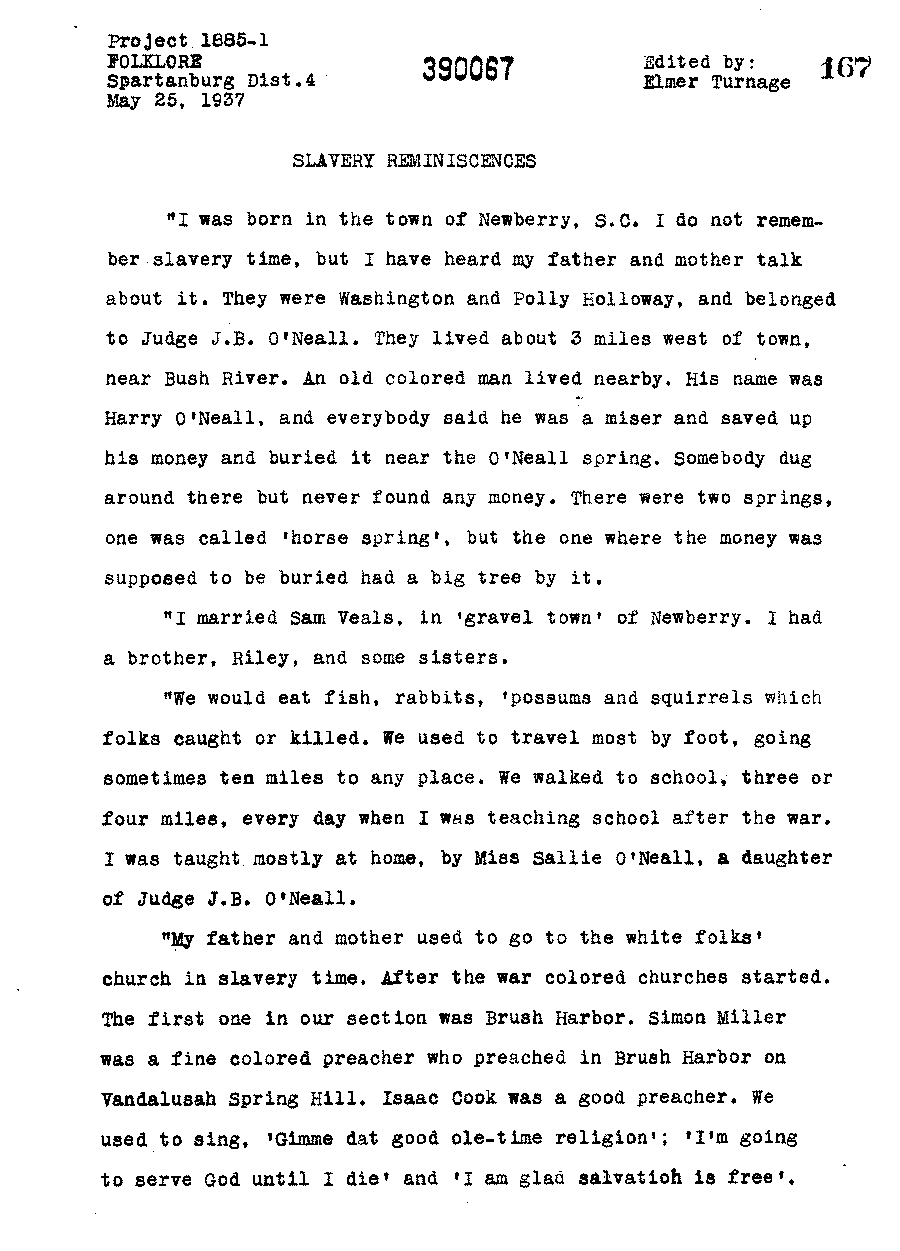 Project 1885-1
FOLKLORE
Spartanburg Dist.4
May 25, 1937
390067
Edited by:
Elmer Turnage
167
SLAVERY REMINISCENCES
"I was born in the town of Newberry, S.C. I do not remem-
ber slavery time, but I have heard my father and mother talk
about it. They were Washington and Polly Holloway, and belonged
to Judge J.B. O'Neall. They lived about 3 miles west of town,
near Bush River. An old colored man lived nearby. His name was
Harry O'Neall, and everybody said he was a miser and saved up
his money and buried it near the O'Neall spring. Somebody dug
around there but never found any money. There were two springs,
one was called 'horse spring', but the one where the money was
supposed to be buried had a big tree by it.
"I married Sam Veals, in 'gravel town' of Newberry. I had
a brother, Riley, and some sisters.
"We would eat fish, rabbits, 'possums and squirrels which
folks caught or killed. We used to travel most by foot, going
sometimes ten miles to any place. We walked to school, three or
four miles, every day when I was teaching school after the war.
I was taught mostly at home, by Miss Sallie O'Neall, a daughter
of Judge J.B. O'Neall.
"My father and mother used to go to the white folks'
church in slavery time. After the war colored churches started.
The first one in our section was Brush Harbor. Simon Miller
was a fine colored preacher who preached in Brush Harbor on
Vandalusah Spring Hill. Isaac Cook was a good preacher. We
used to sing, 'Gimme dat good ole-time religion'; 'I'm going
to serve God until I die' and 'I am glad salvatioh is free'.